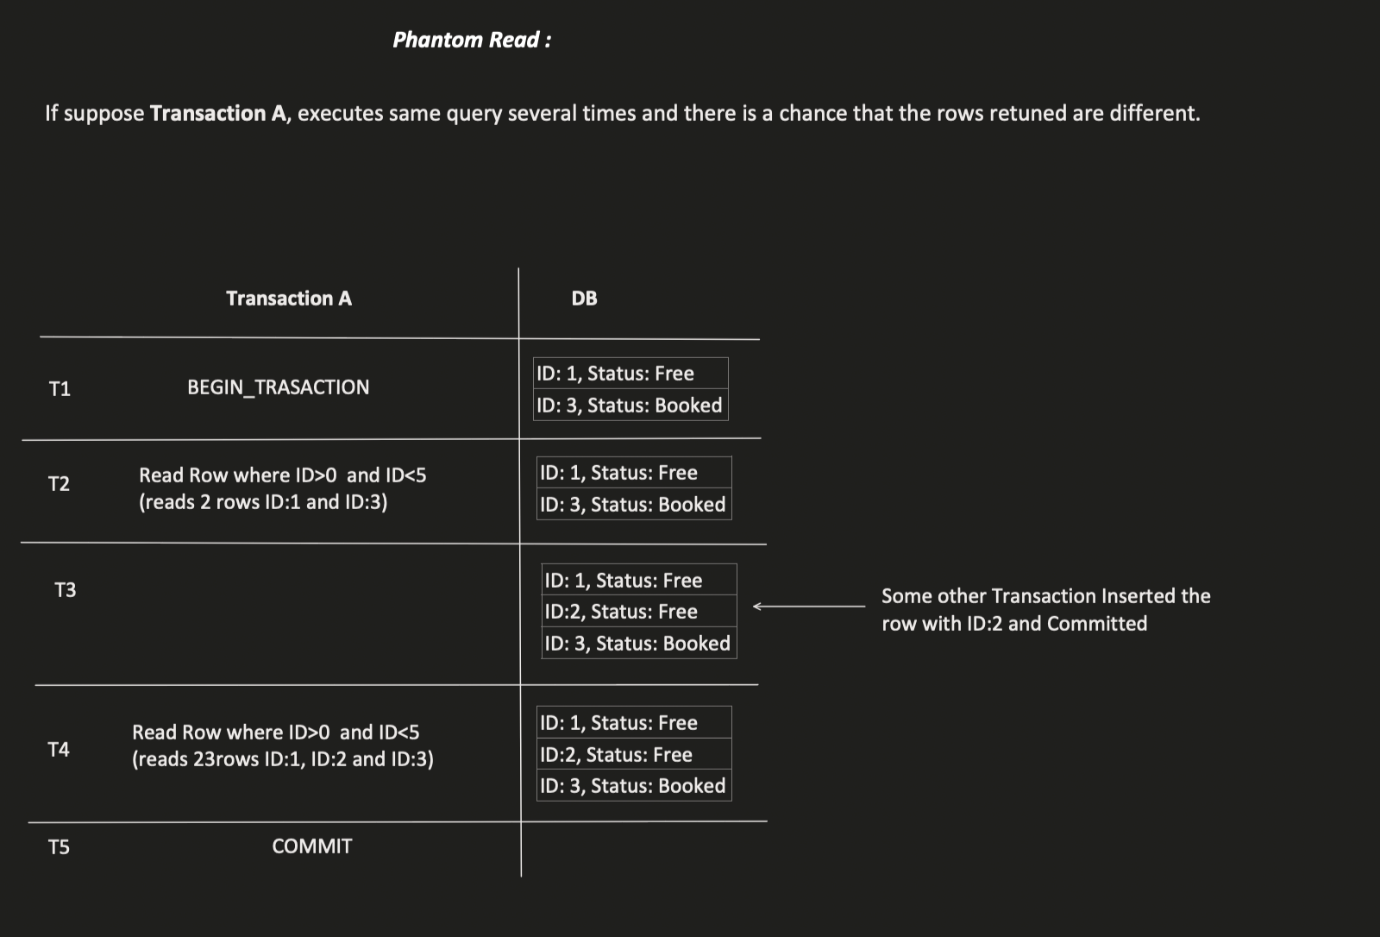 Phantom Read :
If suppose Transaction A, executes same query several times and there is a chance that the rows retuned are different.
Transaction A
DB
T1
BEGIN_TRASACTION
ID: 1, Status: Free
ID: 3, Status: Booked
T2
Read Row where ID>0 and ID<5
(reads 2 rows ID:1 and ID:3)
ID: 1, Status: Free
ID: 3, Status: Booked
T3
ID: 1, Status: Free
ID:2, Status: Free
ID: 3, Status: Booked
Some other Transaction Inserted the
row with ID:2 and Committed
T4
Read Row where ID>0 and ID<5
(reads 23rows ID:1, ID:2 and ID:3)
ID: 1, Status: Free
ID:2, Status: Free
ID: 3, Status: Booked
T5
COMMIT